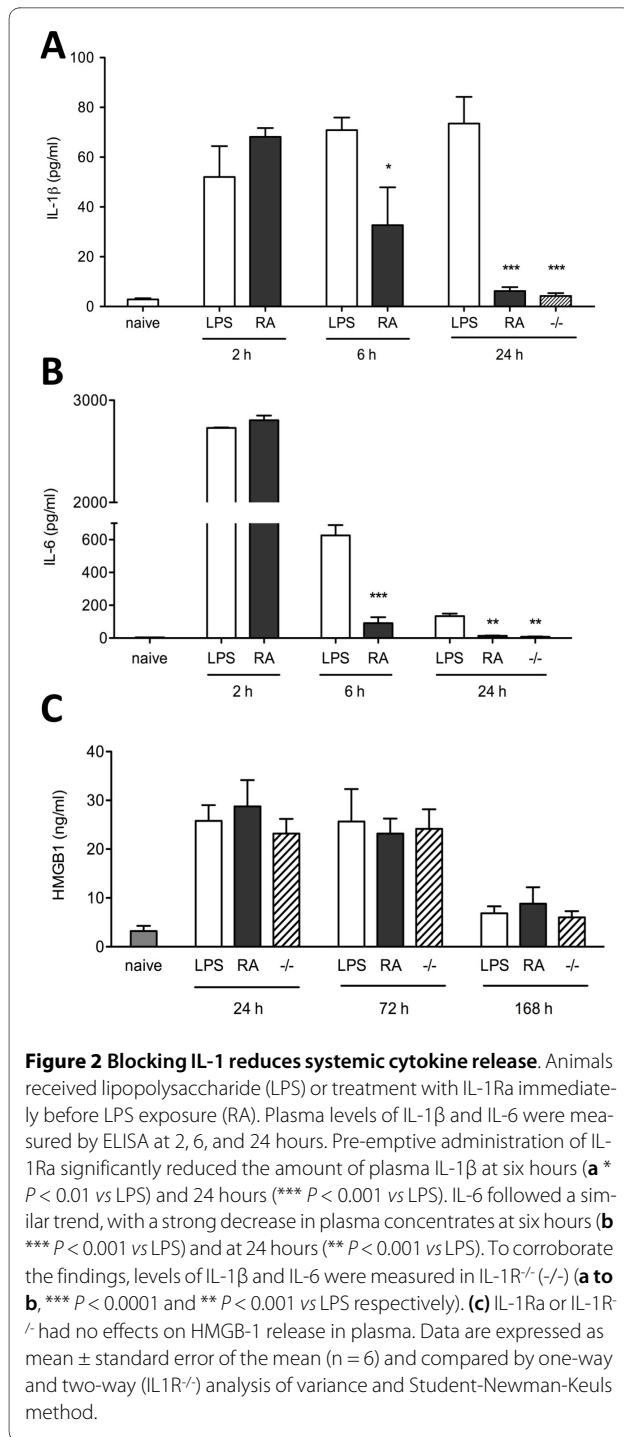 A
100
80
60
40
20
0
IL-1β (pg/ml)
*
*** ***
naive LPS RA LPS RA LPS RA -/-
2 h 6 h 24 h
B
3000
2000
600
400
200
0
IL-6 (pg/ml)
***
** **
naive LPS RA LPS RA LPS RA -/-
2 h 6 h 24 h
C
40
30
20
10
0
HMGB1 (ng/ml)
naive LPS RA -/- LPS RA -/- LPS RA -/-
24 h 72 h 168 h
Figure 2 Blocking IL-1 reduces systemic cytokine release. Animals
received lipopolysaccharide (LPS) or treatment with IL-1Ra immediate-
ly before LPS exposure (RA). Plasma levels of IL-1β and IL-6 were mea-
sured by ELISA at 2, 6, and 24 hours. Pre-emptive administration of IL-
1Ra significantly reduced the amount of plasma IL-1β at six hours (a *
P < 0.01 vs LPS) and 24 hours (*** P < 0.001 vs LPS). IL-6 followed a sim-
ilar trend, with a strong decrease in plasma concentrates at six hours (b
*** P < 0.001 vs LPS) and at 24 hours (** P < 0.001 vs LPS). To corroborate
the findings, levels of IL-1β and IL-6 were measured in IL-1R-/- (-/-) (a to
b, *** P < 0.0001 and ** P < 0.001 vs LPS respectively). (c) IL-1Ra or IL-1R-
/- had no effects on HMGB-1 release in plasma. Data are expressed as
mean ± standard error of the mean (n = 6) and compared by one-way
and two-way (IL1R-/-) analysis of variance and Student-Newman-Keuls
method.